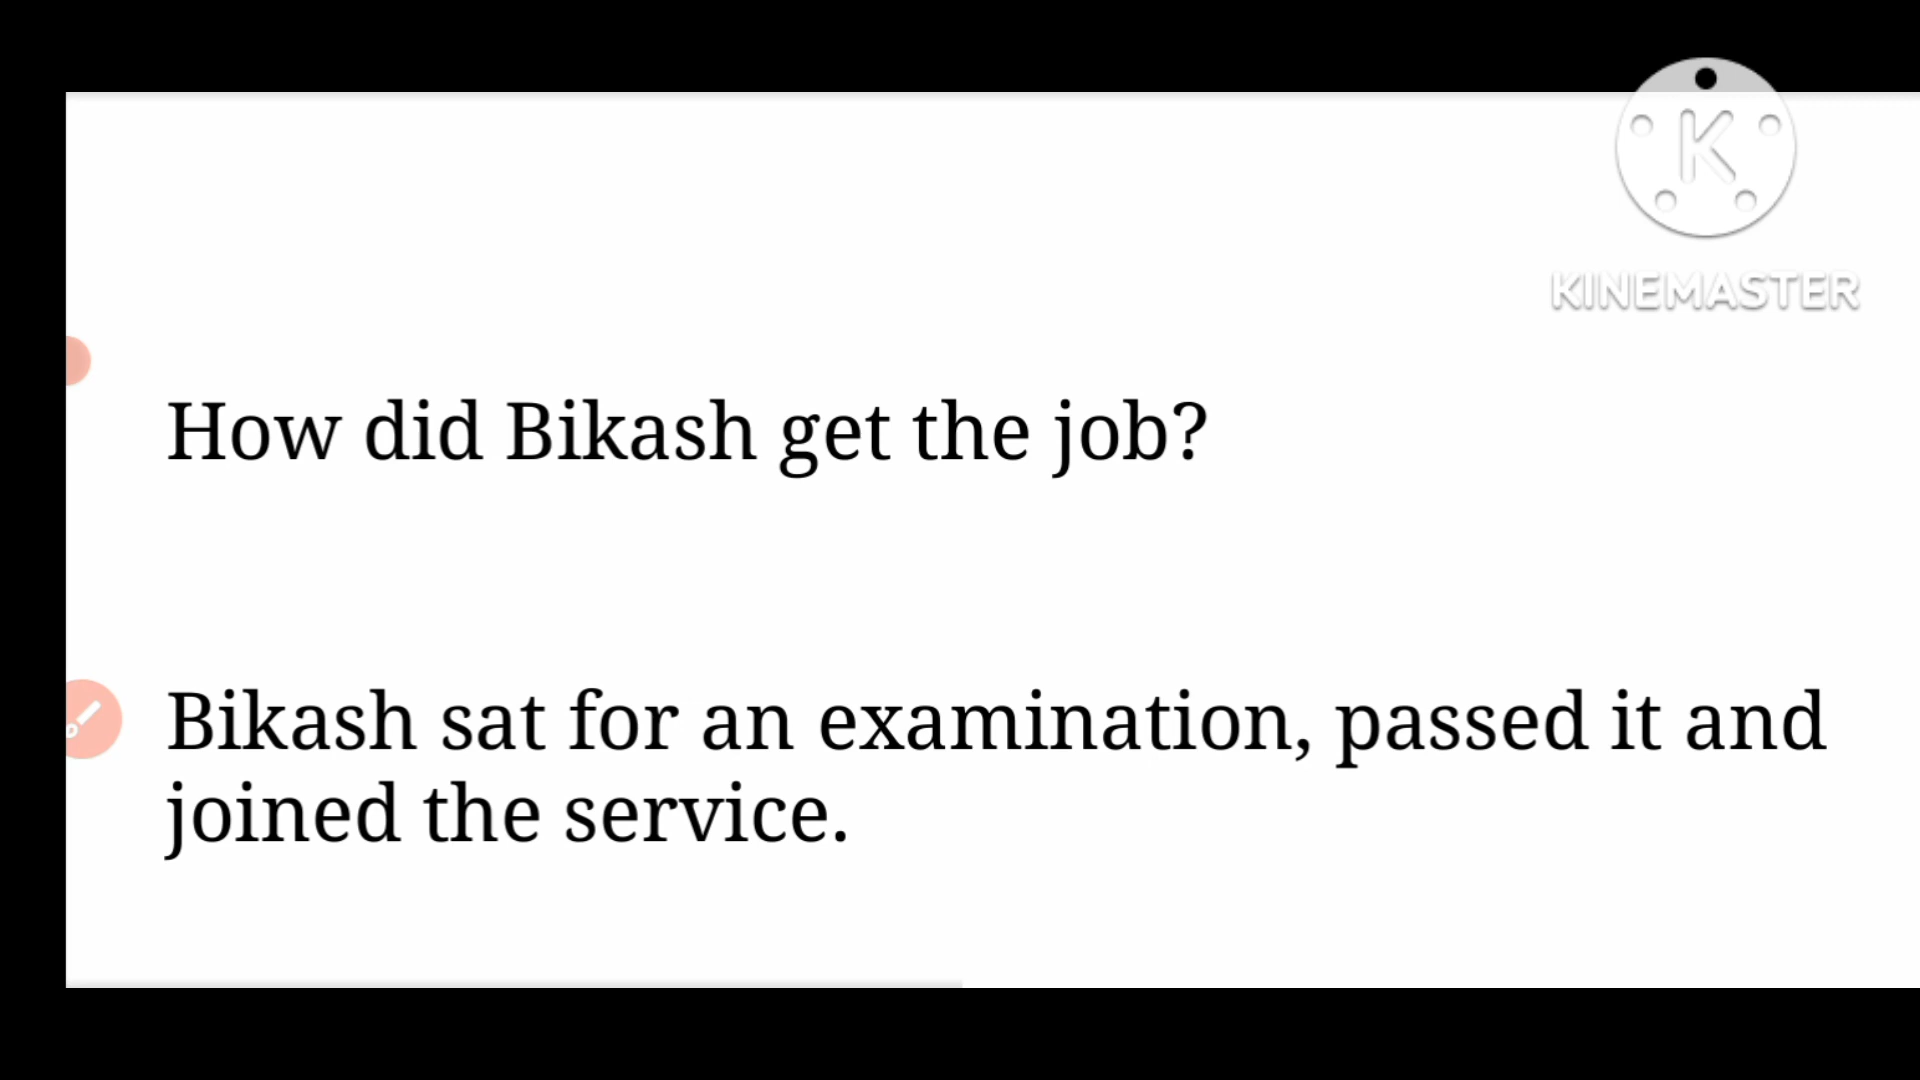 K
KINEMASTER
How did Bikash get the job?
Bikash sat for an examination, passed it and
joined the service.